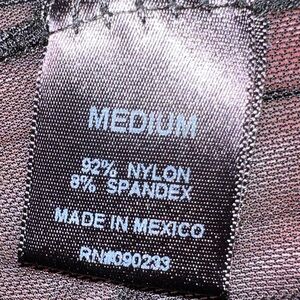 MEDIUM
92% NYLON
8% SPANDEX
MADE IN MEXICO
RN#090233